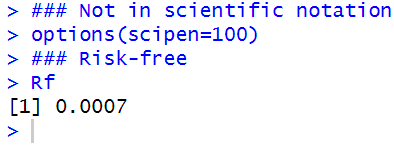 > ### Not in scientific notation
> options(scipen=100)
> ### Risk-free
> Rf
[1] 0.0007
>